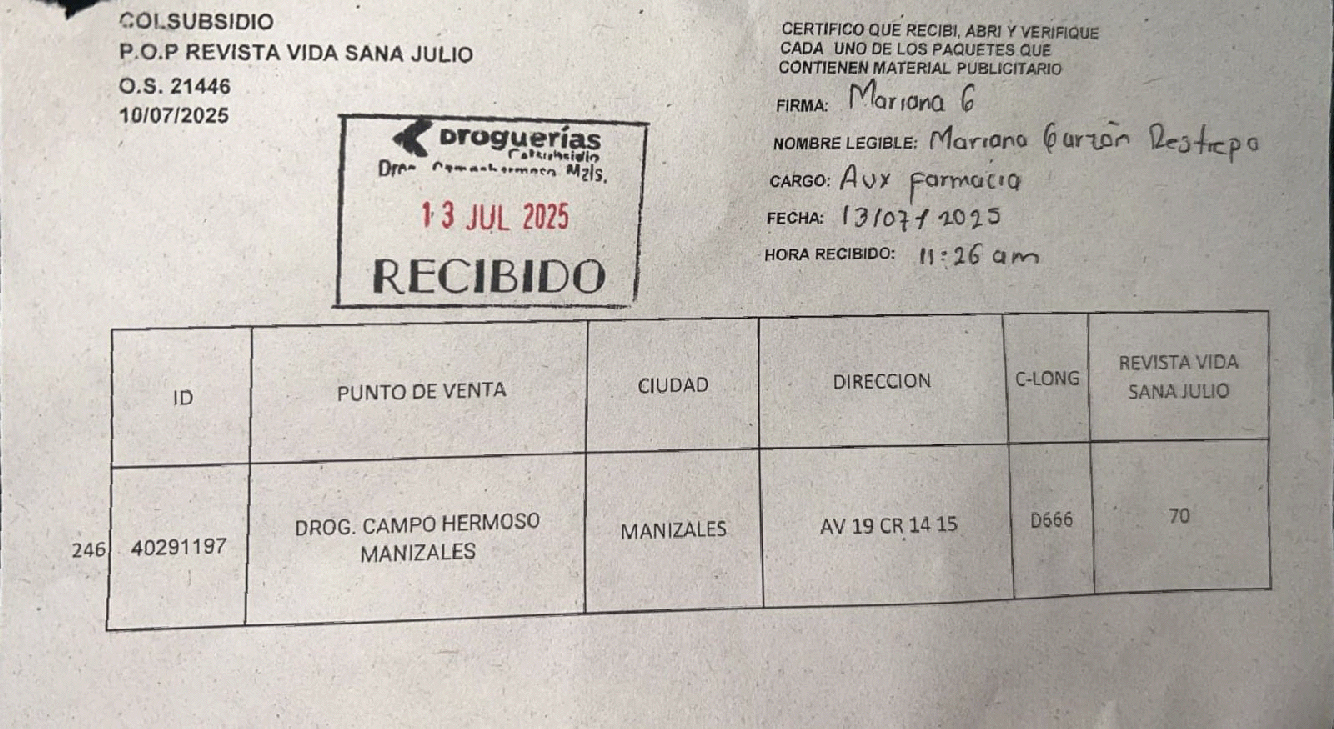 COLSUBSIDIO
P.O.P REVISTA VIDA SANA JULIO
O.S. 21446
10/07/2025
CERTIFICO QUE RECIBI, ABRI Y VERIFIQUE
CADA UNO DE LOS PAQUETES QUE
CONTIENEN MATERIAL PUBLICITARIO
FIRMA: Mariana G
NOMBRE LEGIBLE: Mariana Garzón Restrepo
CARGO: Aux farmacia
FECHA: 13/07/2025
HORA RECIBIDO: 11:26 am
Droguerías
Colsubsidio
Mzls.
13 JUL 2025
RECIBIDO
ID PUNTO DE VENTA CIUDAD DIRECCION C-LONG REVISTA VIDA SANA JULIO
246 40291197 DROG. CAMPO HERMOSO MANIZALES MANIZALES AV 19 CR 14 15 D666 70